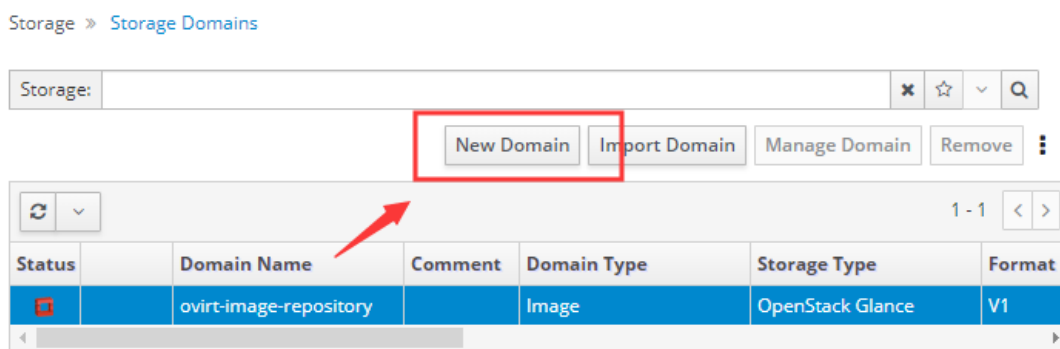 Storage » Storage Domains
Storage:
New Domain Import Domain Manage Domain Remove
1 - 1
Status Domain Name Comment Domain Type Storage Type Format
ovirt-image-repository Image OpenStack Glance V1